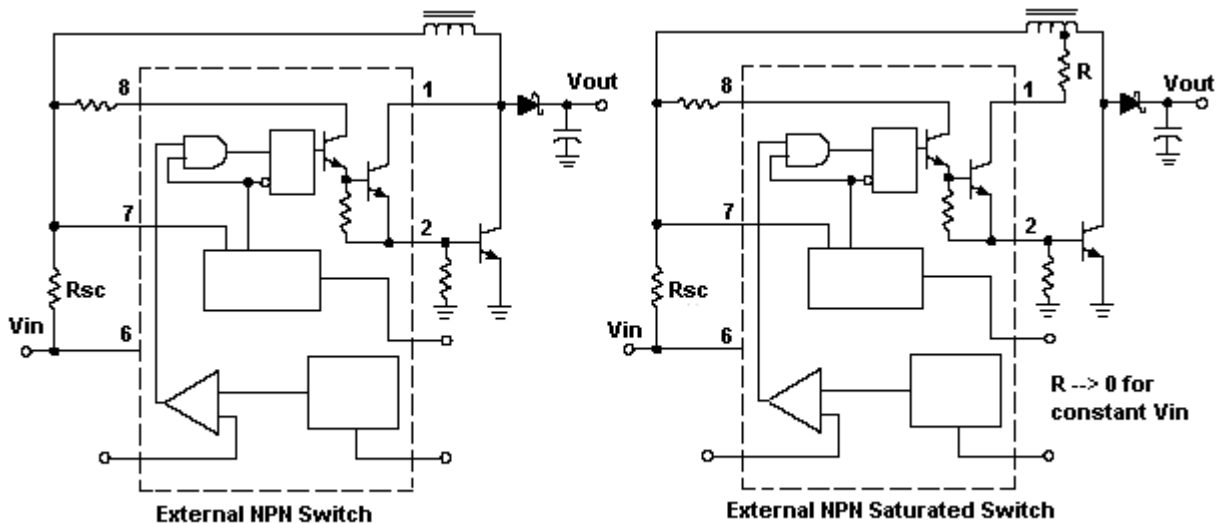 8
1
Vout
7
2
Rsc
Vin
6
External NPN Switch
R
8
1
Vout
7
2
Rsc
Vin
6
R --> 0 for
constant Vin
External NPN Saturated Switch